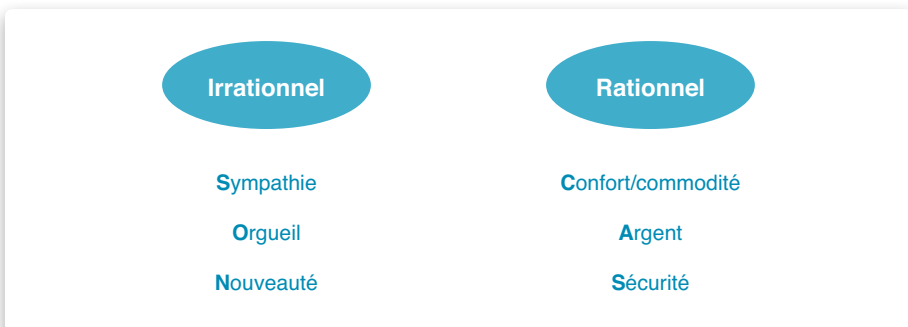 Irrationnel
Rationnel
Sympathie
Confort/commodité
Orgueil
Argent
Nouveauté
Sécurité